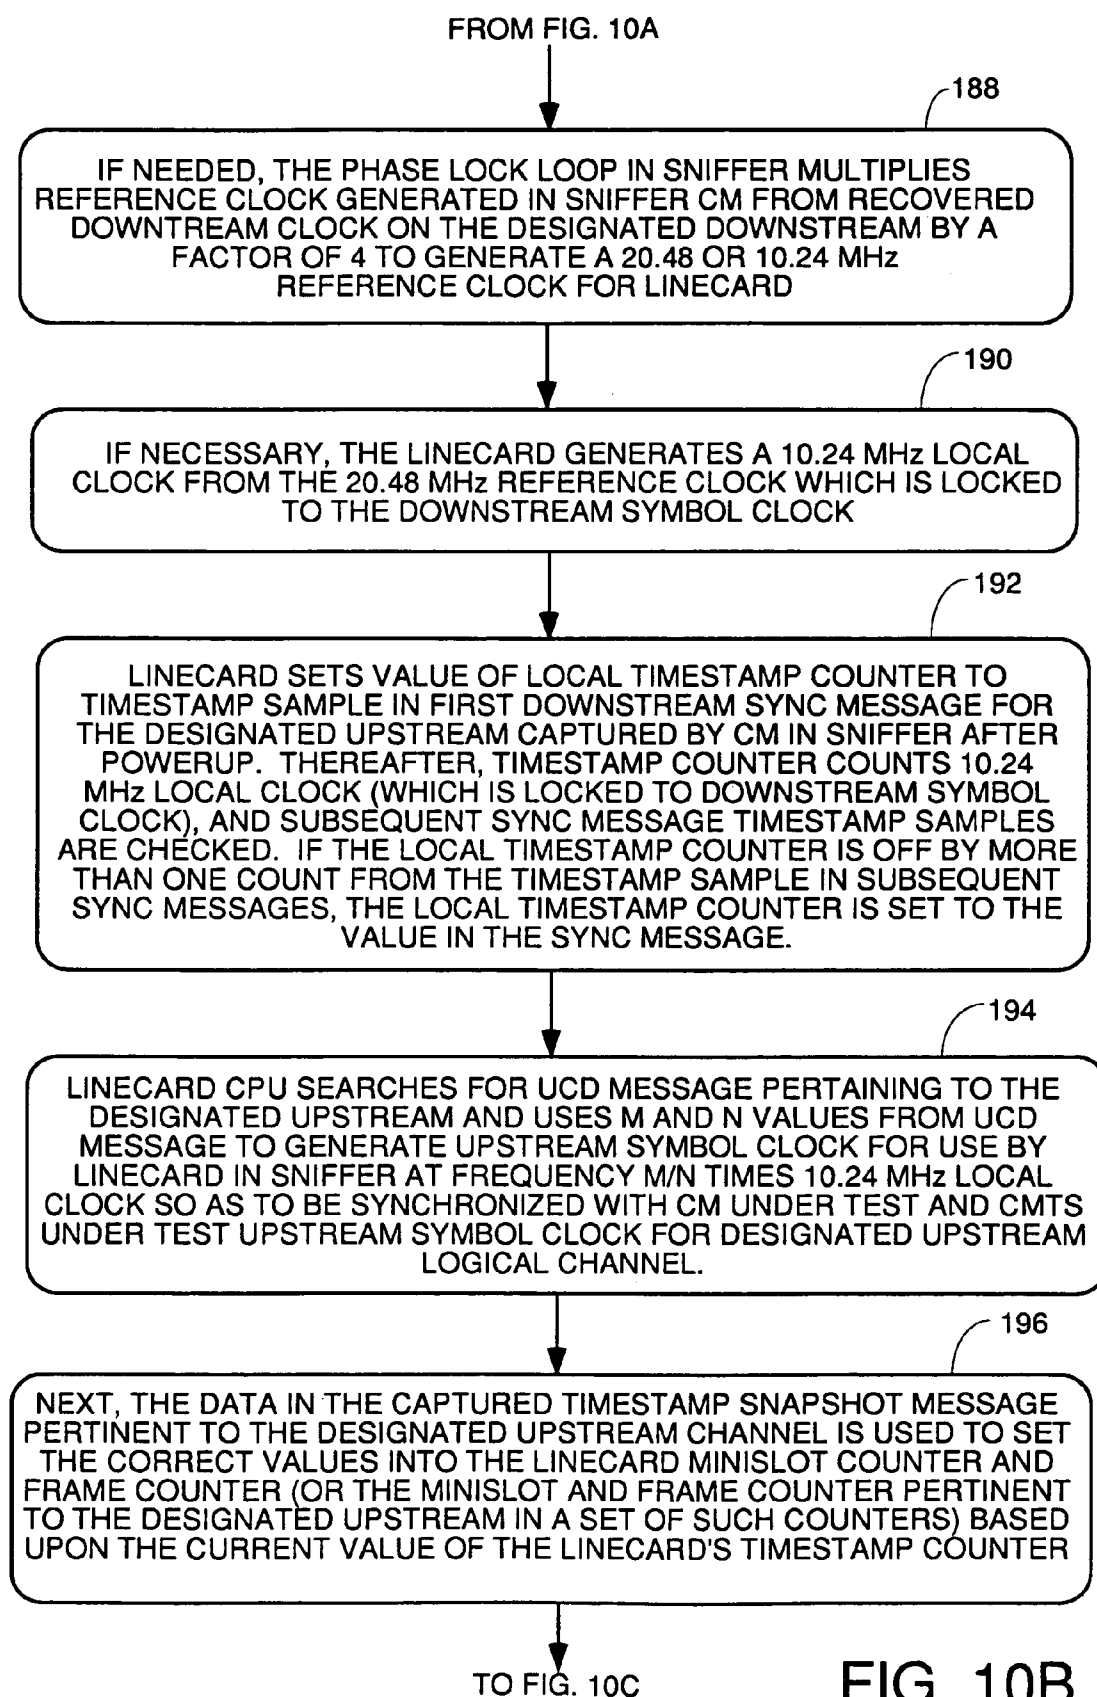 FROM FIG. 10A
188
IF NEEDED, THE PHASE LOCK LOOP IN SNIFFER MULTIPLIES
REFERENCE CLOCK GENERATED IN SNIFFER CM FROM RECOVERED
DOWNTREAM CLOCK ON THE DESIGNATED DOWNSTREAM BY A
FACTOR OF 4 TO GENERATE A 20.48 OR 10.24 MHz
REFERENCE CLOCK FOR LINECARD
190
IF NECESSARY, THE LINECARD GENERATES A 10.24 MHz LOCAL
CLOCK FROM THE 20.48 MHz REFERENCE CLOCK WHICH IS LOCKED
TO THE DOWNSTREAM SYMBOL CLOCK
192
LINECARD SETS VALUE OF LOCAL TIMESTAMP COUNTER TO
TIMESTAMP SAMPLE IN FIRST DOWNSTREAM SYNC MESSAGE FOR
THE DESIGNATED UPSTREAM CAPTURED BY CM IN SNIFFER AFTER
POWERUP. THEREAFTER, TIMESTAMP COUNTER COUNTS 10.24
MHz LOCAL CLOCK (WHICH IS LOCKED TO DOWNSTREAM SYMBOL
CLOCK), AND SUBSEQUENT SYNC MESSAGE TIMESTAMP SAMPLES
ARE CHECKED. IF THE LOCAL TIMESTAMP COUNTER IS OFF BY MORE
THAN ONE COUNT FROM THE TIMESTAMP SAMPLE IN SUBSEQUENT
SYNC MESSAGES, THE LOCAL TIMESTAMP COUNTER IS SET TO THE
VALUE IN THE SYNC MESSAGE.
194
LINECARD CPU SEARCHES FOR UCD MESSAGE PERTAINING TO THE
DESIGNATED UPSTREAM AND USES M AND N VALUES FROM UCD
MESSAGE TO GENERATE UPSTREAM SYMBOL CLOCK FOR USE BY
LINECARD IN SNIFFER AT FREQUENCY M/N TIMES 10.24 MHz LOCAL
CLOCK SO AS TO BE SYNCHRONIZED WITH CM UNDER TEST AND CMTS
UNDER TEST UPSTREAM SYMBOL CLOCK FOR DESIGNATED UPSTREAM
LOGICAL CHANNEL.
196
NEXT, THE DATA IN THE CAPTURED TIMESTAMP SNAPSHOT MESSAGE
PERTINENT TO THE DESIGNATED UPSTREAM CHANNEL IS USED TO SET
THE CORRECT VALUES INTO THE LINECARD MINISLOT COUNTER AND
FRAME COUNTER (OR THE MINISLOT AND FRAME COUNTER PERTINENT
TO THE DESIGNATED UPSTREAM IN A SET OF SUCH COUNTERS) BASED
UPON THE CURRENT VALUE OF THE LINECARD'S TIMESTAMP COUNTER
TO FIG. 10C
FIG. 10B